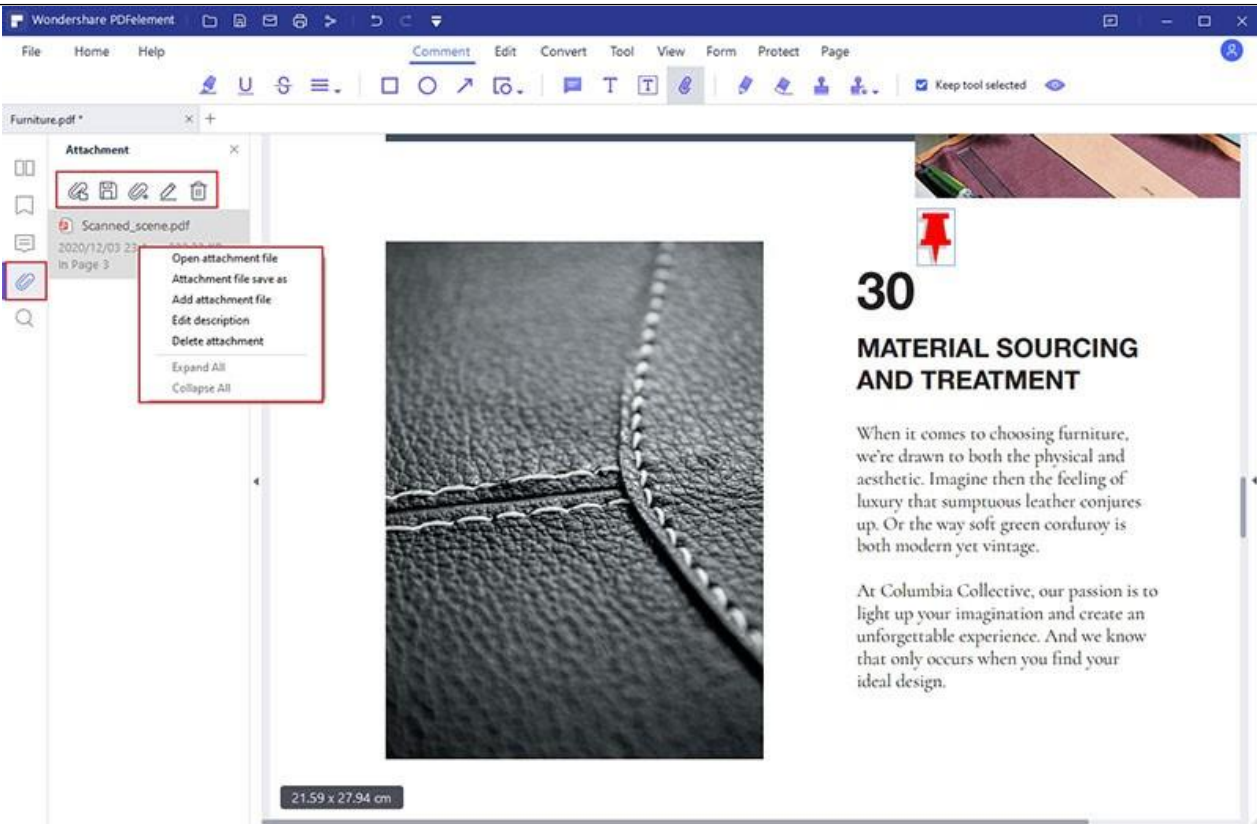 Wondershare PDFelement
File Home Help Comment Edit Convert Tool View Form Protect Page
Keep tool selected
Furniture.pdf *
Attachment
Scanned_scene.pdf
2020/12/03
In Page 3
Open attachment file
Attachment file save as
Add attachment file
Edit description
Delete attachment
Expand All
Collapse All
30
MATERIAL SOURCING
AND TREATMENT
When it comes to choosing furniture,
we're drawn to both the physical and
aesthetic. Imagine then the feeling of
luxury that sumptuous leather conjures
up. Or the way soft green corduroy is
both modern yet vintage.
At Columbia Collective, our passion is to
light up your imagination and create an
unforgettable experience. And we know
that only occurs when you find your
ideal design.
21.59 x 27.94 cm